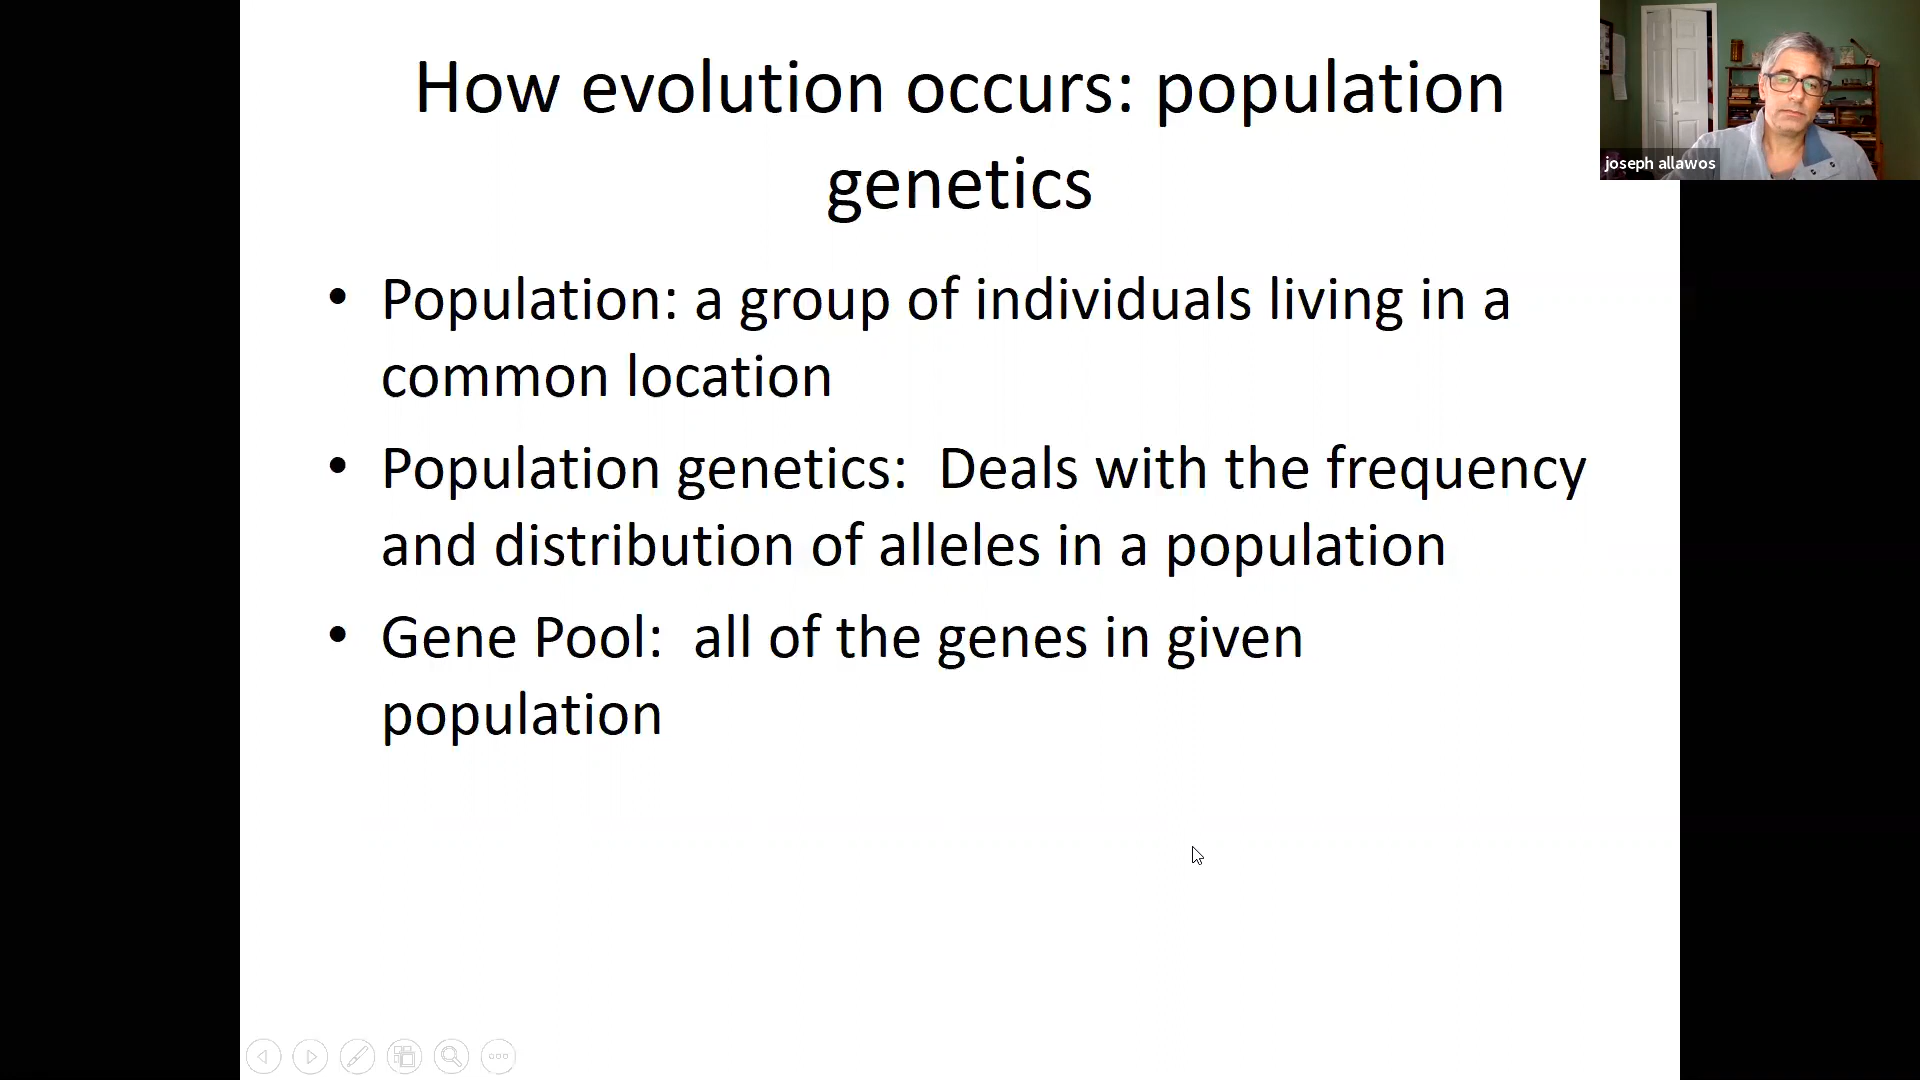 How evolution occurs: population
genetics
• Population: a group of individuals living in a
common location
• Population genetics:  Deals with the frequency
and distribution of alleles in a population
• Gene Pool:  all of the genes in given
population
joseph allawos